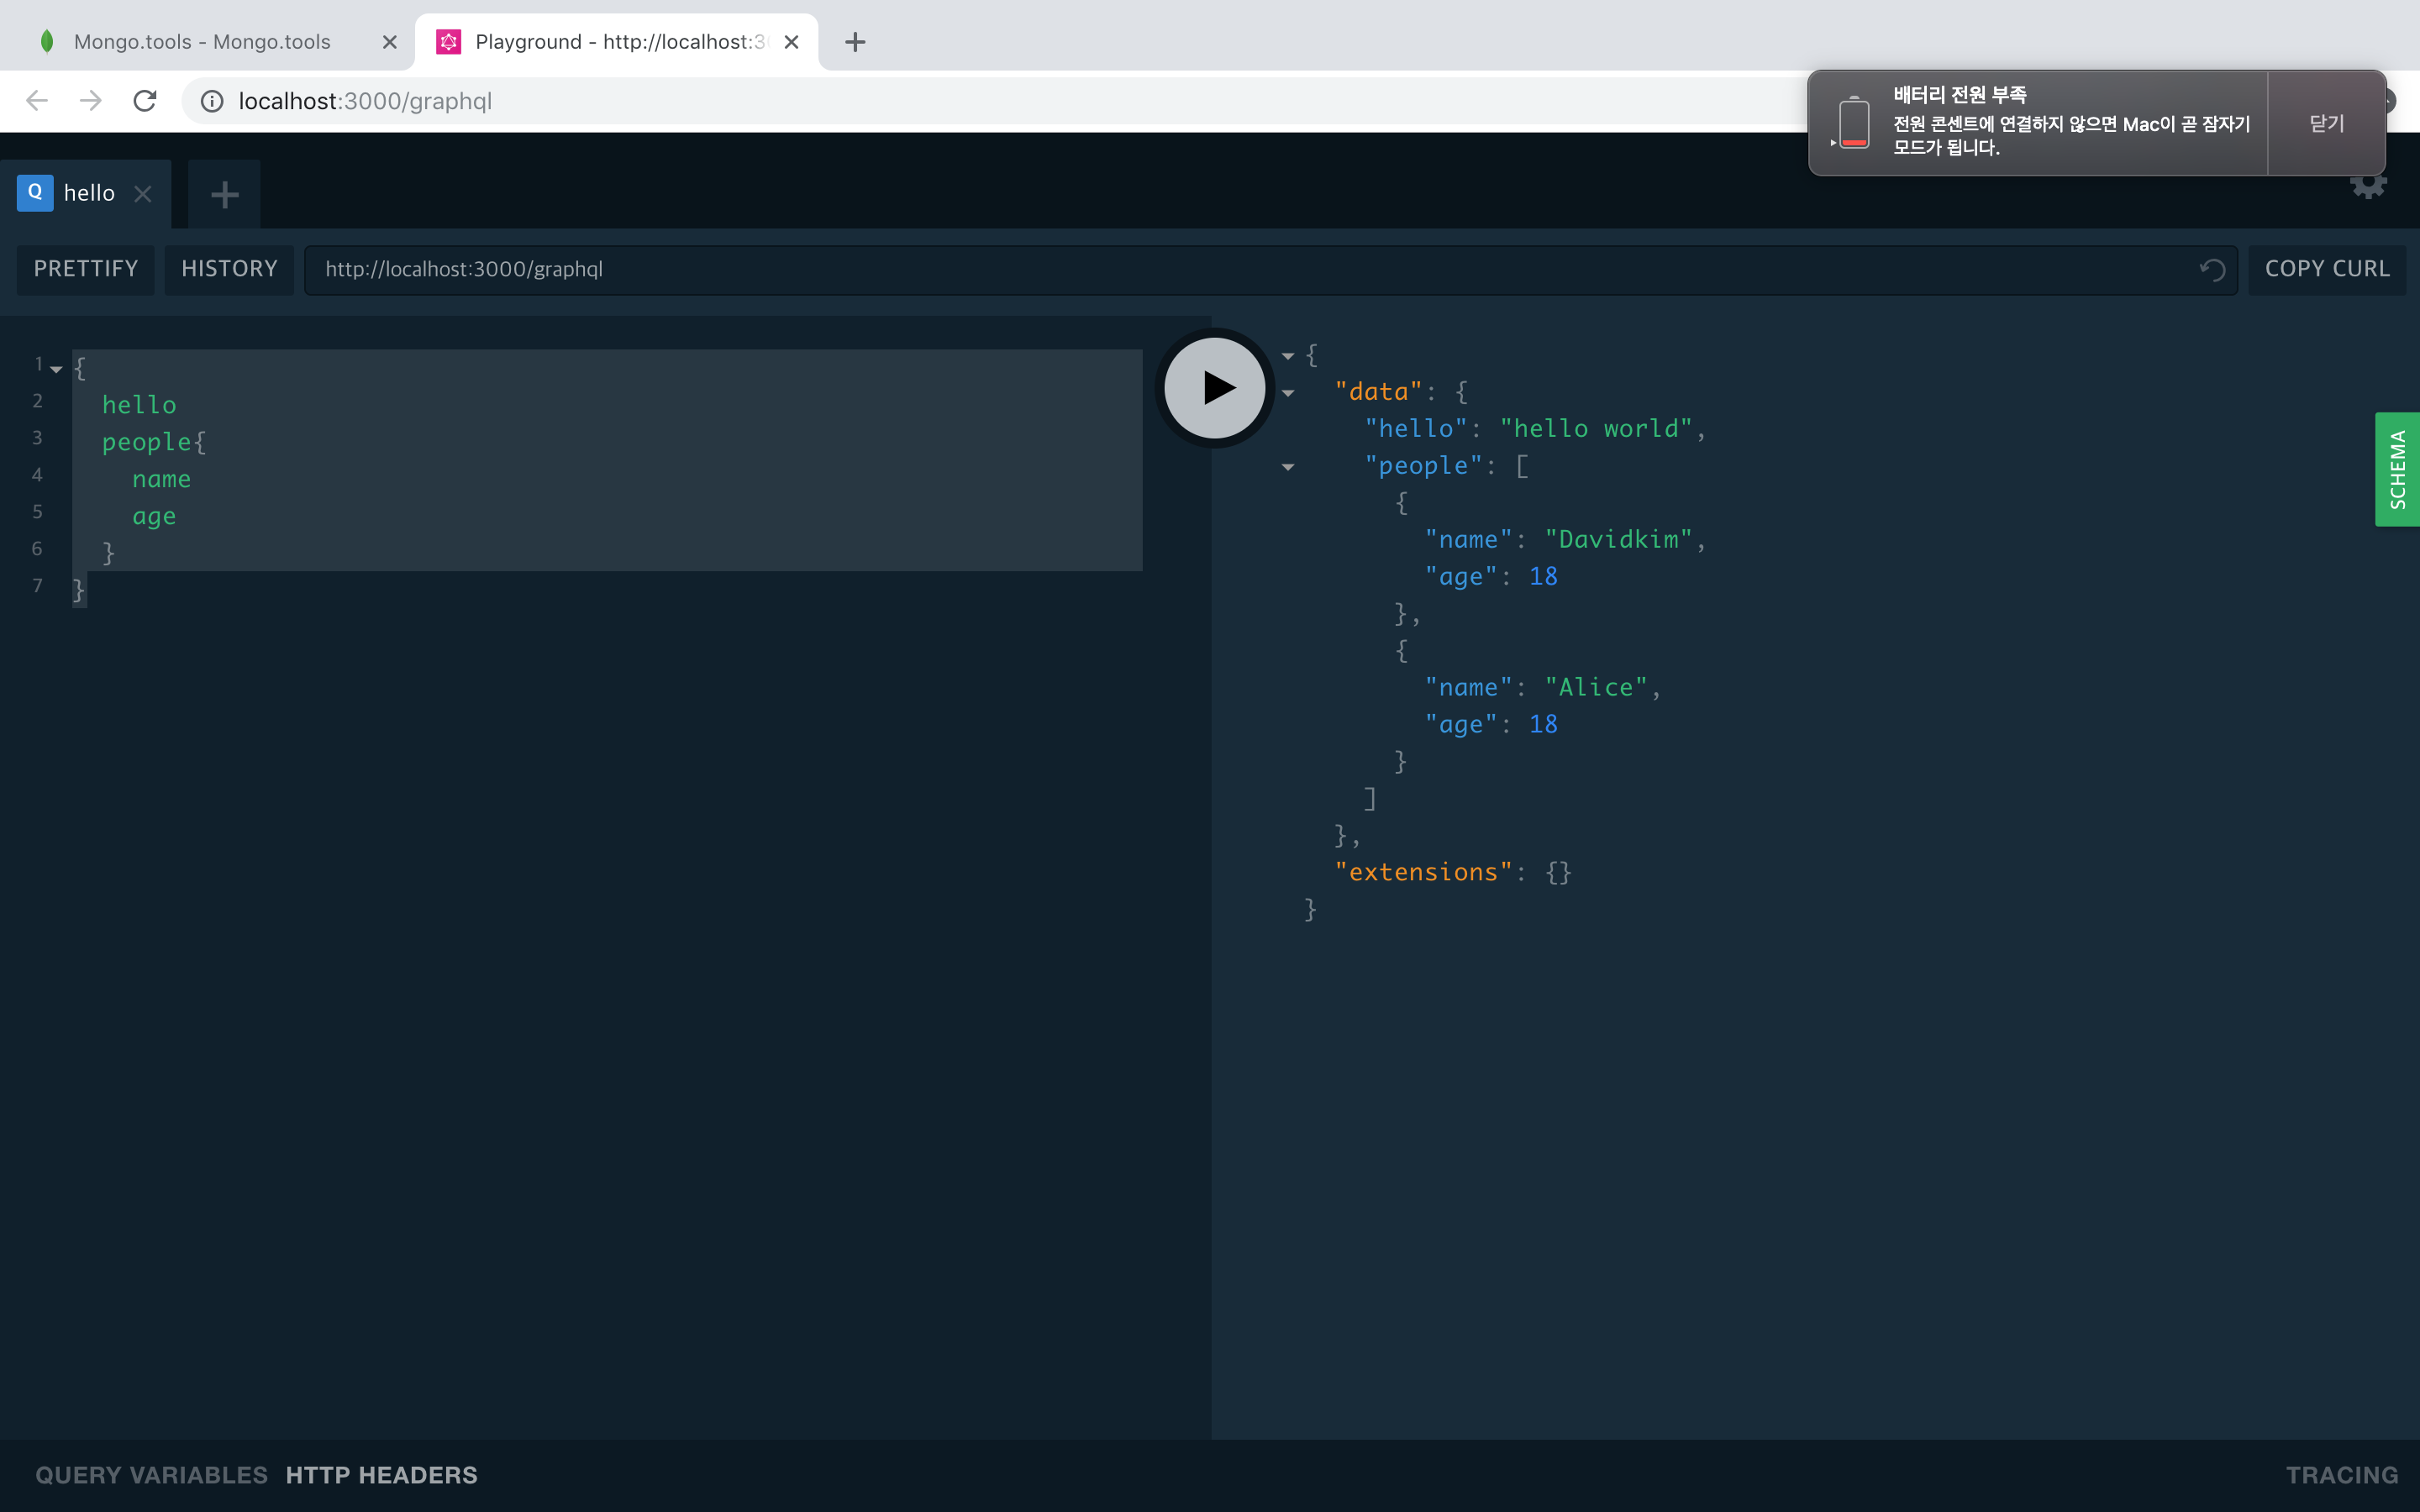 Mongo.tools - Mongo.tools
Playground - http://localhost:3
localhost:3000/graphql
배터리 전원 부족
전원 콘센트에 연결하지 않으면 Mac이 곧 잠자기
모드가 됩니다.
닫기
Q hello
PRETTIFY HISTORY http://localhost:3000/graphql COPY CURL
1 {
2 hello
3 people{
4 name
5 age
6 }
7 }
{
"data": {
"hello": "hello world",
"people": [
{
"name": "Davidkim",
"age": 18
},
{
"name": "Alice",
"age": 18
}
]
},
"extensions": {}
}
SCHEMA
QUERY VARIABLES HTTP HEADERS TRACING